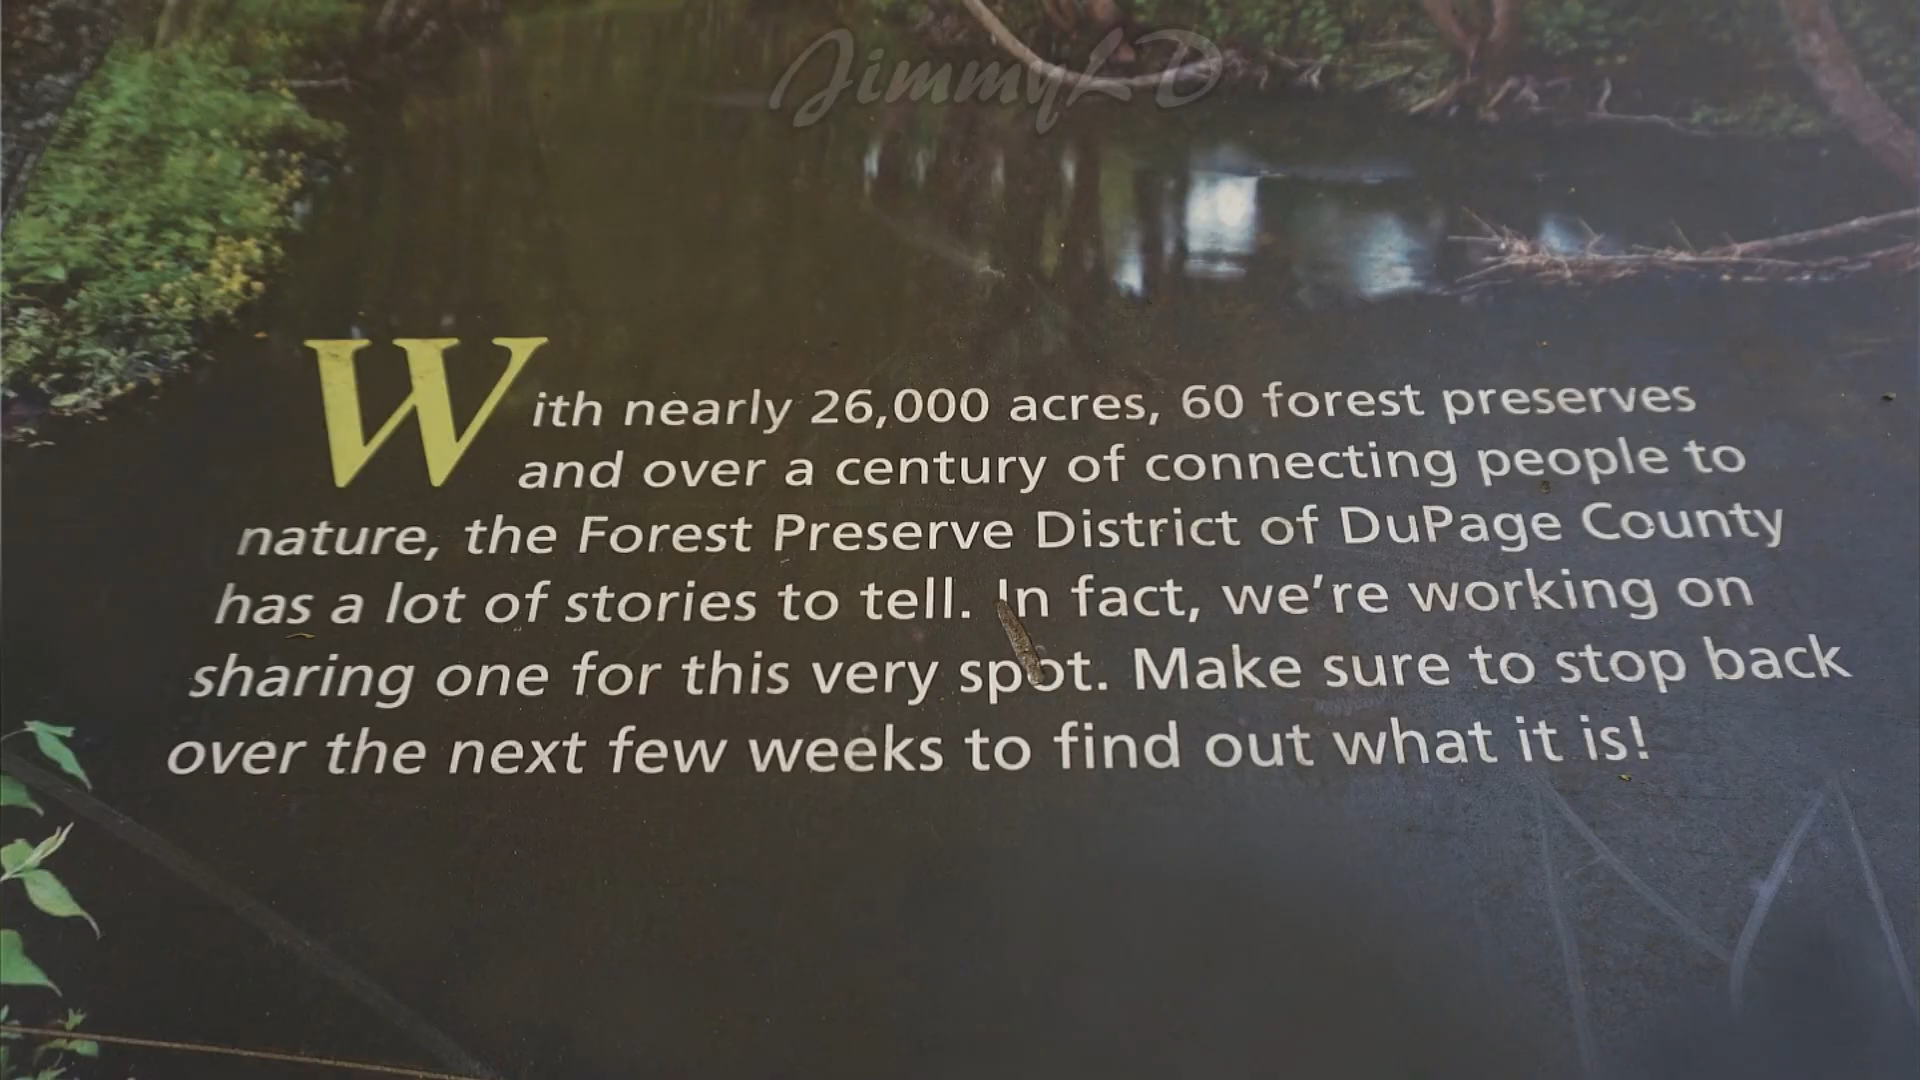 JimmyLD
With nearly 26,000 acres, 60 forest preserves
and over a century of connecting people to
nature, the Forest Preserve District of DuPage County
has a lot of stories to tell. In fact, we're working on
sharing one for this very spot. Make sure to stop back
over the next few weeks to find out what it is!